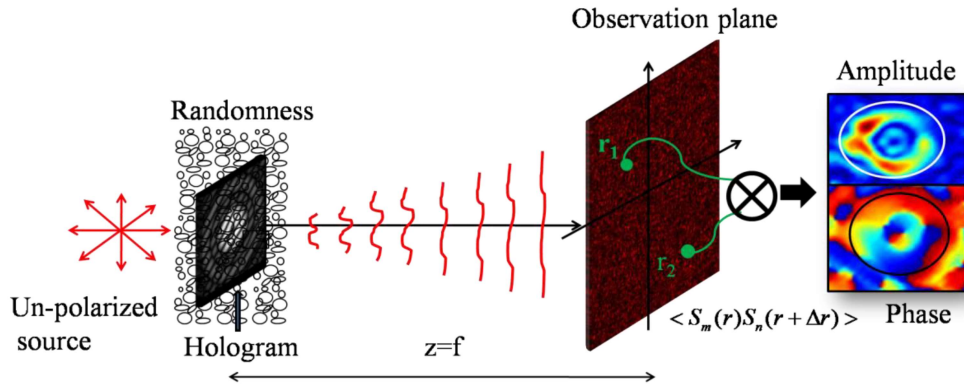 Observation plane
Amplitude
Randomness
r₁
r₂
Un-polarized
source
Hologram
z=f
< Sₘ(r)Sₙ(r + Δr) >
Phase